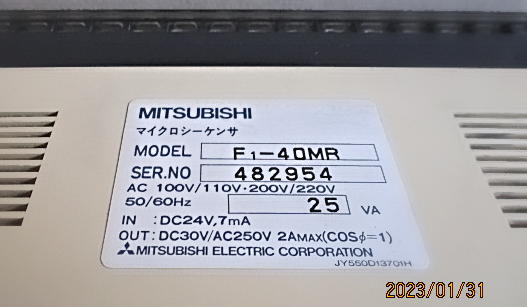 MITSUBISHI
マイクロシーケンサ
MODEL F1-40MR
SER.NO 482954
AC 100V/110V·200V/220V
50/60Hz 25 VA
IN :DC24V,7mA
OUT:DC30V/AC250V 2AMAX(COSφ=1)
MITSUBISHI ELECTRIC CORPORATION
JY550D13701H
2023/01/31